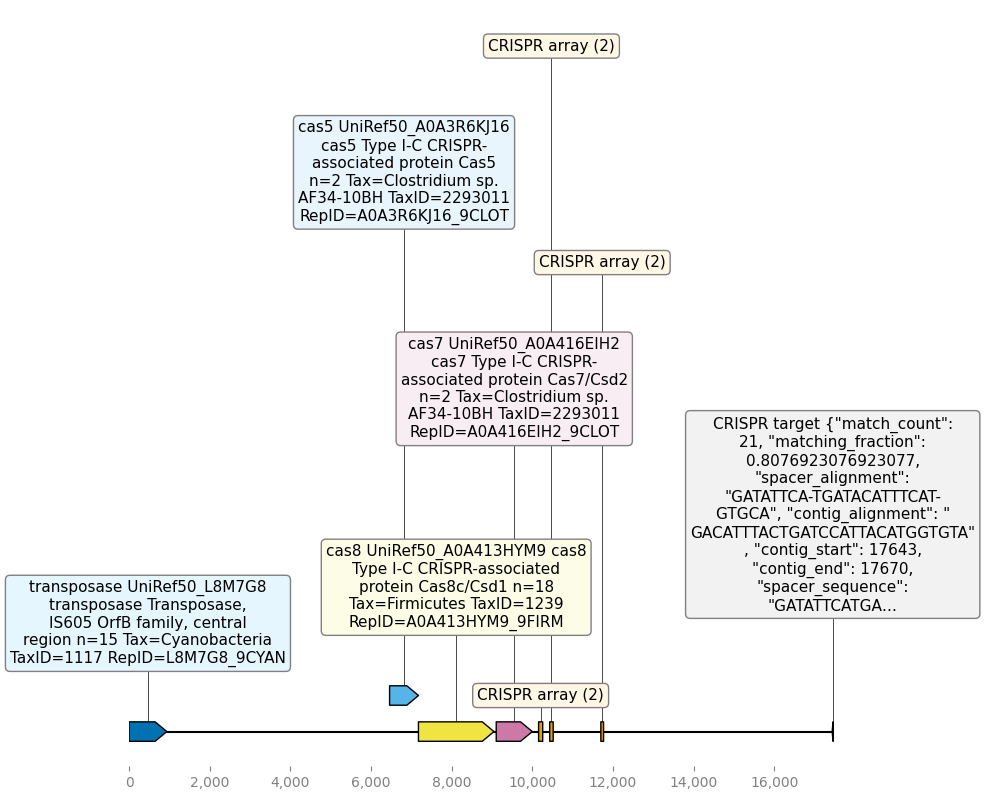 CRISPR array (2)
cas5 UniRef50_A0A3R6KJ16
cas5 Type I-C CRISPR-
associated protein Cas5
n=2 Tax=Clostridium sp.
AF34-10BH TaxID=2293011
RepID=A0A3R6KJ16_9CLOT
CRISPR array (2)
cas7 UniRef50_A0A416EIH2
cas7 Type I-C CRISPR-
associated protein Cas7/Csd2
n=2 Tax=Clostridium sp.
AF34-10BH TaxID=2293011
RepID=A0A416EIH2_9CLOT
CRISPR target {"match_count":
21, "matching_fraction":
0.8076923076923077,
"spacer_alignment":
"GATATTCA-TGATACATTTCAT-
GTGCA", "contig_alignment": "
GACATTTACTGATCCATTACATGGTGTA"
, "contig_start": 17643,
"contig_end": 17670,
"spacer_sequence":
"GATATTCATGA...
cas8 UniRef50_A0A413HYM9 cas8
Type I-C CRISPR-associated
protein Cas8c/Csd1 n=18
Tax=Firmicutes TaxID=1239
RepID=A0A413HYM9_9FIRM
transposase UniRef50_L8M7G8
transposase Transposase,
IS605 OrfB family, central
region n=15 Tax=Cyanobacteria
TaxID=1117 RepID=L8M7G8_9CYAN
CRISPR array (2)
0 2,000 4,000 6,000 8,000 10,000 12,000 14,000 16,000